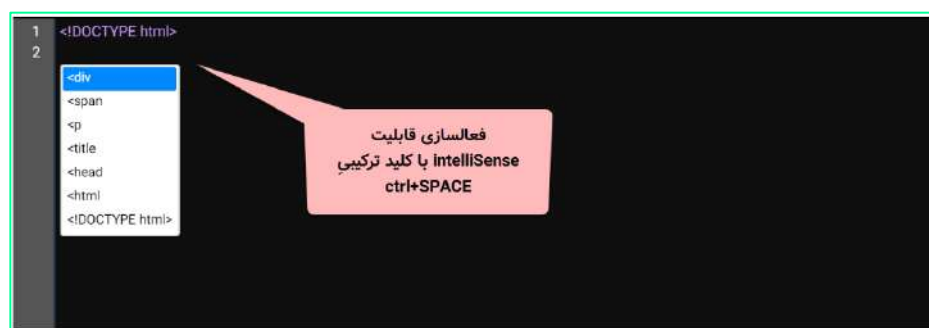 1 <!DOCTYPE html>
2
<div
<span
<p
<title
<head
<html
<!DOCTYPE html>
فعالسازی قابلیت
intelliSense با کلید ترکیبیِ
ctrl+SPACE